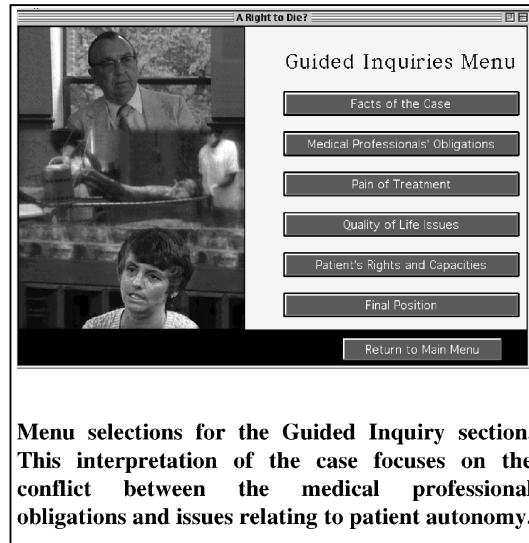 A Right to Die?
Guided Inquiries Menu
Facts of the Case
Medical Professionals' Obligations
Pain of Treatment
Quality of Life Issues
Patient's Rights and Capacities
Final Position
Return to Main Menu
Menu selections for the Guided Inquiry section.
This interpretation of the case focuses on the
conflict between the medical professional
obligations and issues relating to patient autonomy.